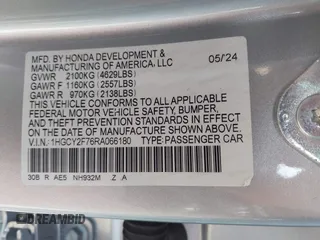 MFD. BY HONDA DEVELOPMENT & 05/24
MANUFACTURING OF AMERICA, LLC
GVWR 2100KG (4629LBS)
GAWR F 1160KG (2557LBS)
GAWR R 970KG (2138LBS)
THIS VEHICLE CONFORMS TO ALL APPLICABLE
FEDERAL MOTOR VEHICLE SAFETY, BUMPER,
AND THEFT PREVENTION STANDARDS IN EFFECT
ON THE DATE OF MANUFACTURE SHOWN ABOVE.
V.I.N.: 1HGCY2F76RA066180 TYPE: PASSENGER CAR
30B R AE5 NH932M Z A
DREAMBID